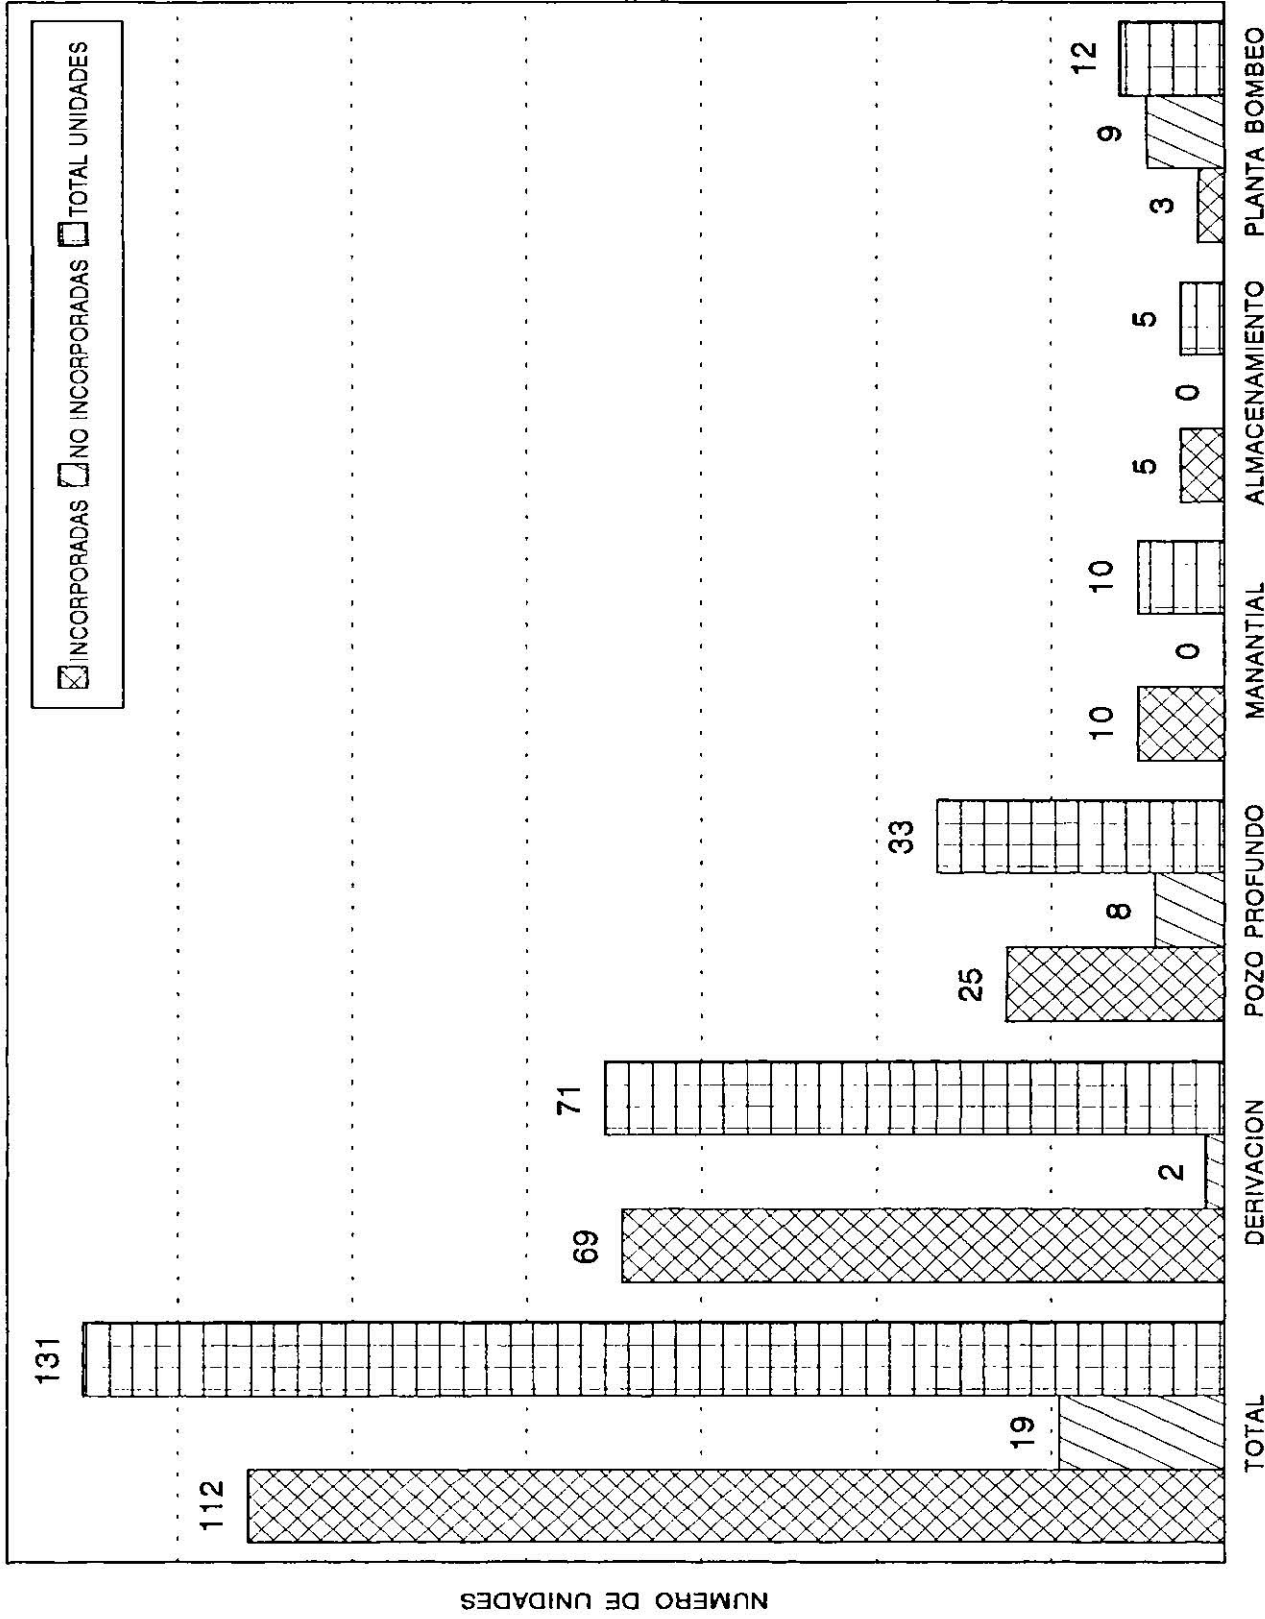 INCORPORADAS NO INCORPORADAS TOTAL UNIDADES
NUMERO DE UNIDADES
112 19 131
69 2 71
25 8 33
10 0 10
5 0 5
3 9 12
TOTAL DERIVACION POZO PROFUNDO MANANTIAL ALMACENAMIENTO PLANTA BOMBEO